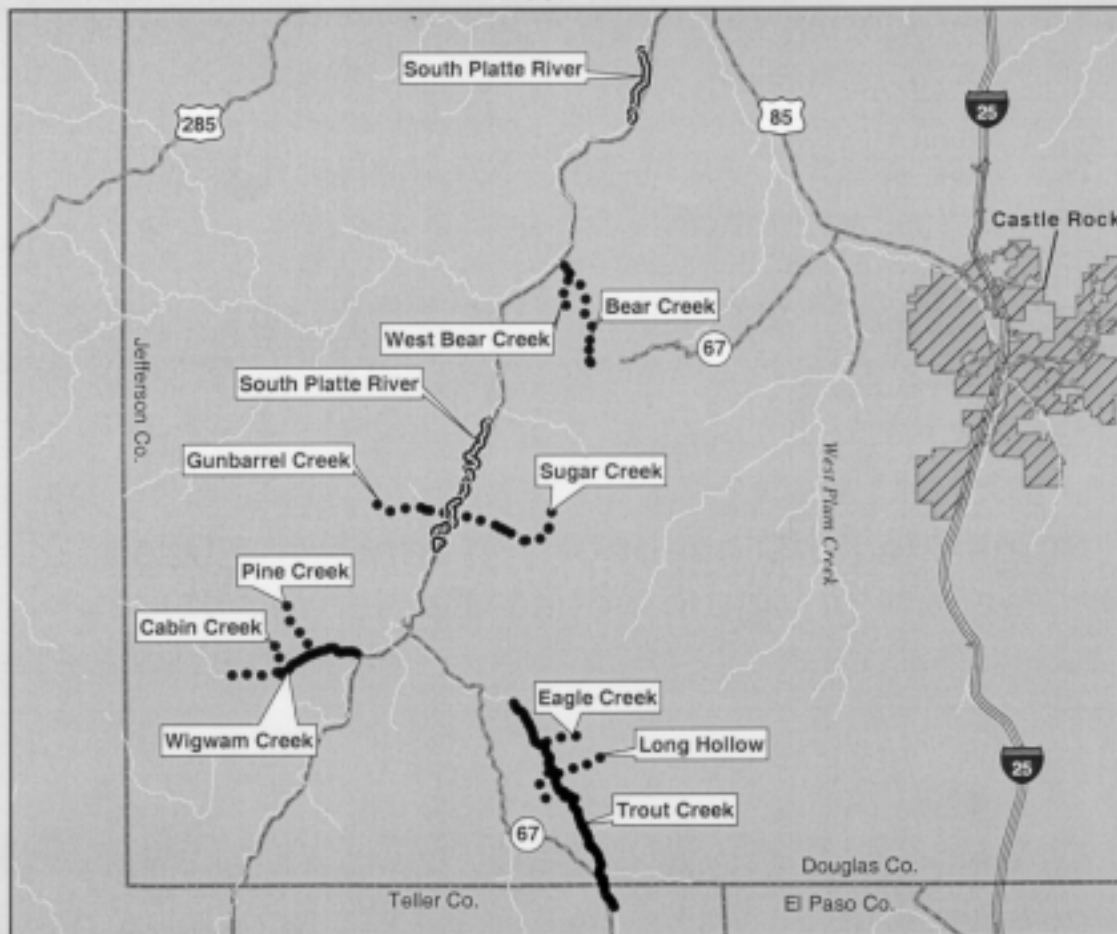 South Platte River
285
85
25
Castle Rock
Bear Creek
West Bear Creek
67
Jefferson Co.
South Platte River
Gunbarrel Creek
Sugar Creek
West Plum Creek
Pine Creek
Cabin Creek
Wigwam Creek
Eagle Creek
Long Hollow
25
Trout Creek
67
Douglas Co.
Teller Co.
El Paso Co.